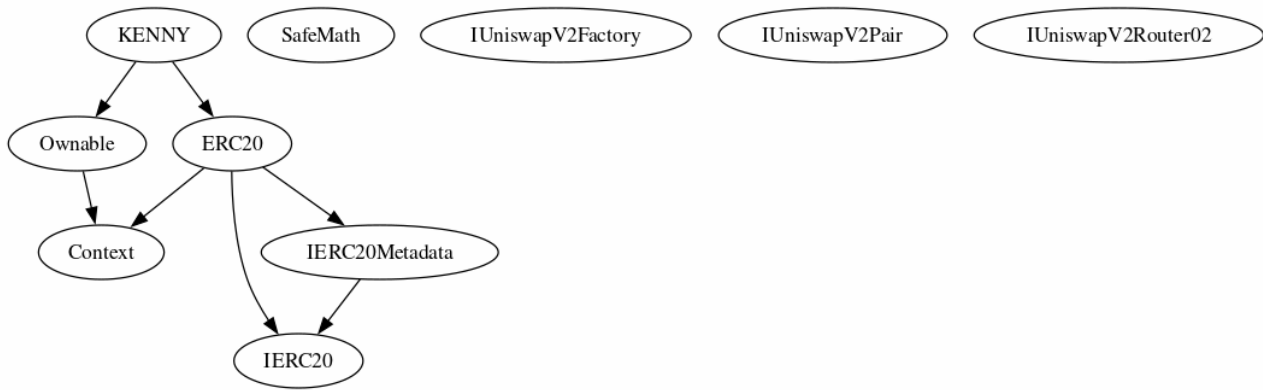 KENNY
SafeMath
IUniswapV2Factory
IUniswapV2Pair
IUniswapV2Router02
Ownable
ERC20
Context
IERC20Metadata
IERC20